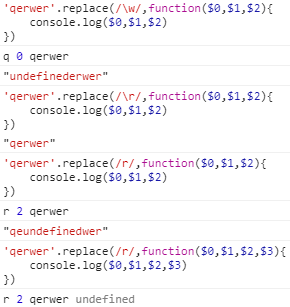 'qerwer'.replace(/\w/,function($0,$1,$2){
    console.log($0,$1,$2)
})
q 0 qerwer
"undefinederwer"
'qerwer'.replace(/\r/,function($0,$1,$2){
    console.log($0,$1,$2)
})
"qerwer"
'qerwer'.replace(/r/,function($0,$1,$2){
    console.log($0,$1,$2)
})
r 2 qerwer
"qeundefinedwer"
'qerwer'.replace(/r/,function($0,$1,$2,$3){
    console.log($0,$1,$2,$3)
})
r 2 qerwer undefined